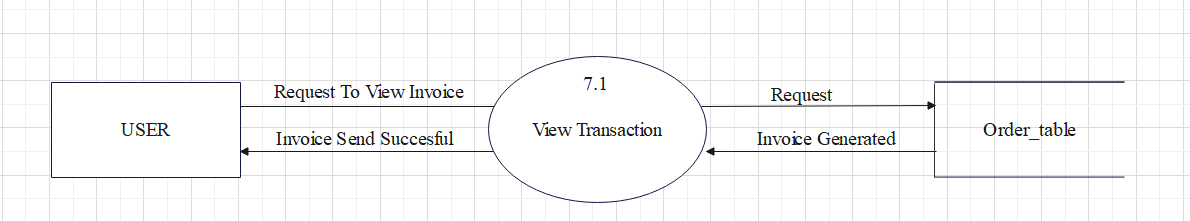 7.1
Request To View Invoice
Request
USER
View Transaction
Order_table
Invoice Send Succesful
Invoice Generated